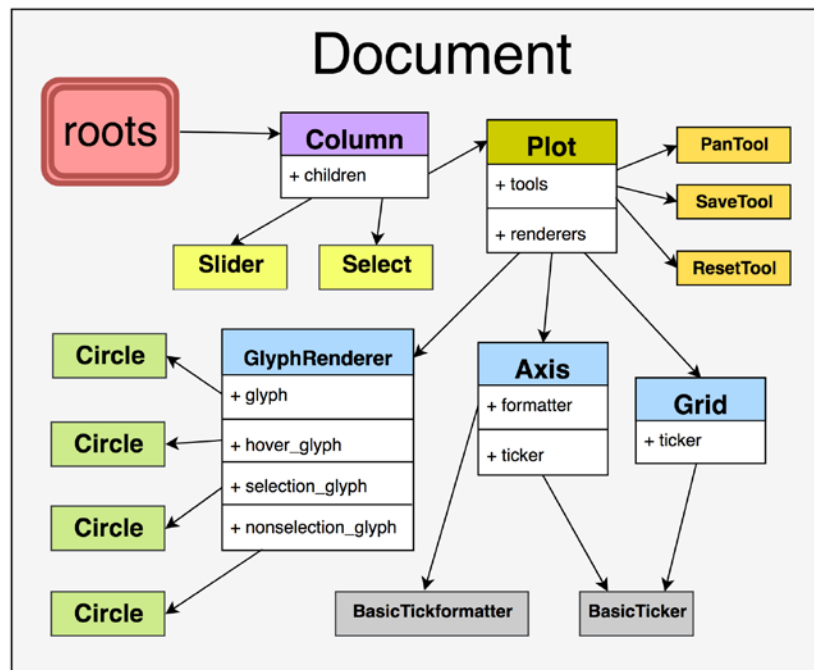 Document
roots
Column
+ children
Plot
+ tools
+ renderers
PanTool
SaveTool
ResetTool
Slider
Select
GlyphRenderer
+ glyph
+ hover_glyph
+ selection_glyph
+ nonselection_glyph
Axis
+ formatter
+ ticker
Grid
+ ticker
Circle
Circle
Circle
Circle
BasicTickformatter
BasicTicker